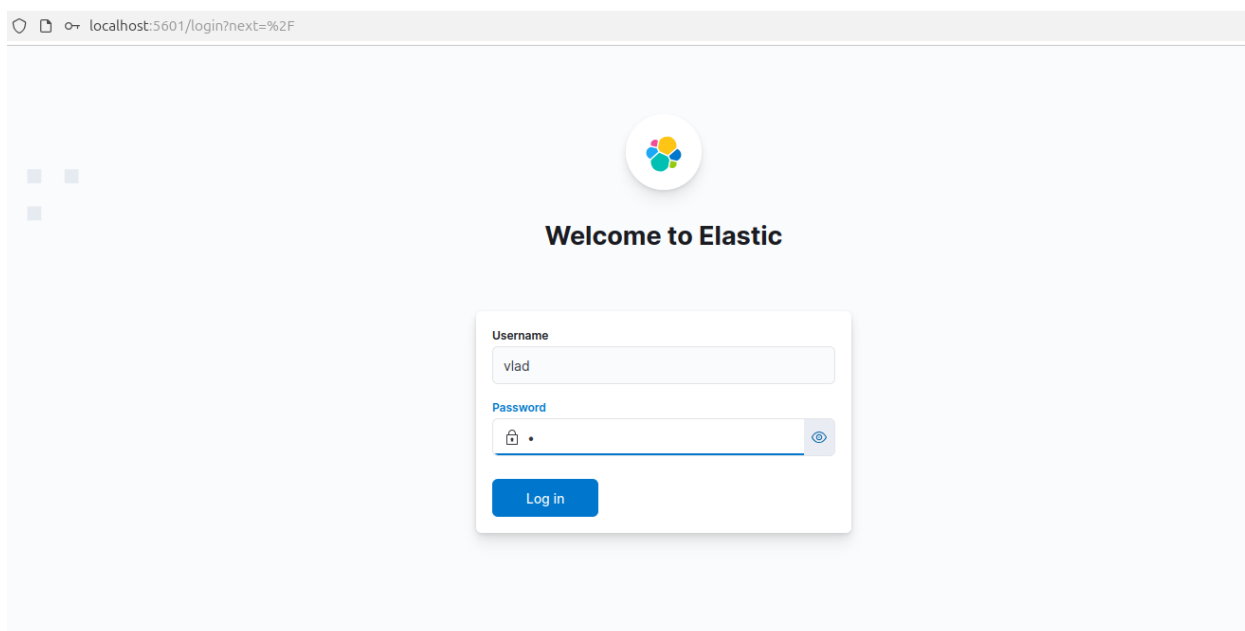 localhost:5601/login?next=%2F
Welcome to Elastic
Username
vlad
Password
•
Log in